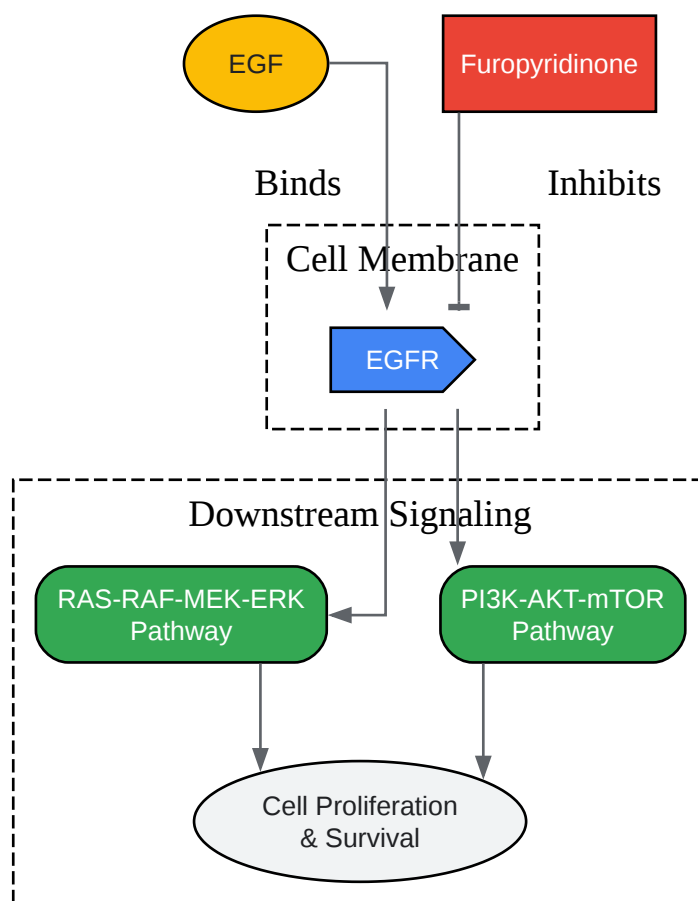 EGF
Furopyridinone
Binds
Inhibits
Cell Membrane
EGFR
Downstream Signaling
RAS-RAF-MEK-ERK
Pathway
PI3K-AKT-mTOR
Pathway
Cell Proliferation
& Survival